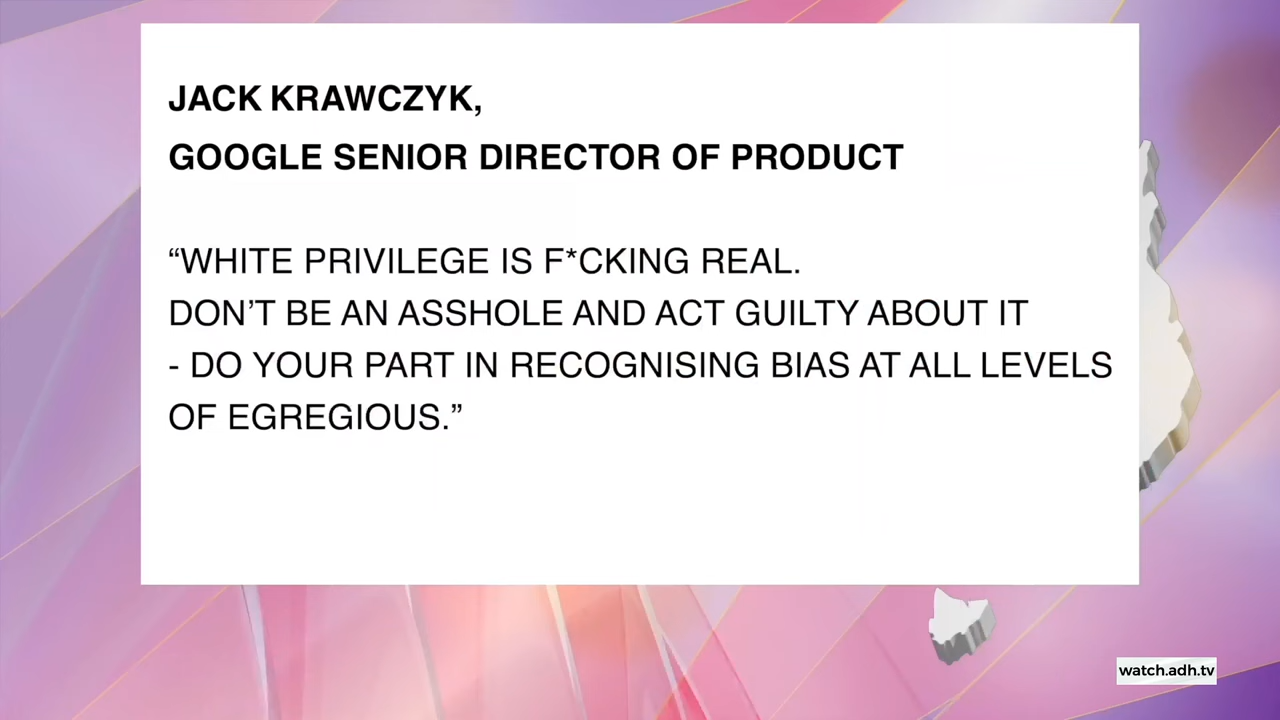 JACK KRAWCZYK,
GOOGLE SENIOR DIRECTOR OF PRODUCT
“WHITE PRIVILEGE IS F*CKING REAL.
DON’T BE AN ASSHOLE AND ACT GUILTY ABOUT IT
- DO YOUR PART IN RECOGNISING BIAS AT ALL LEVELS
OF EGREGIOUS.”
watch.adh.tv